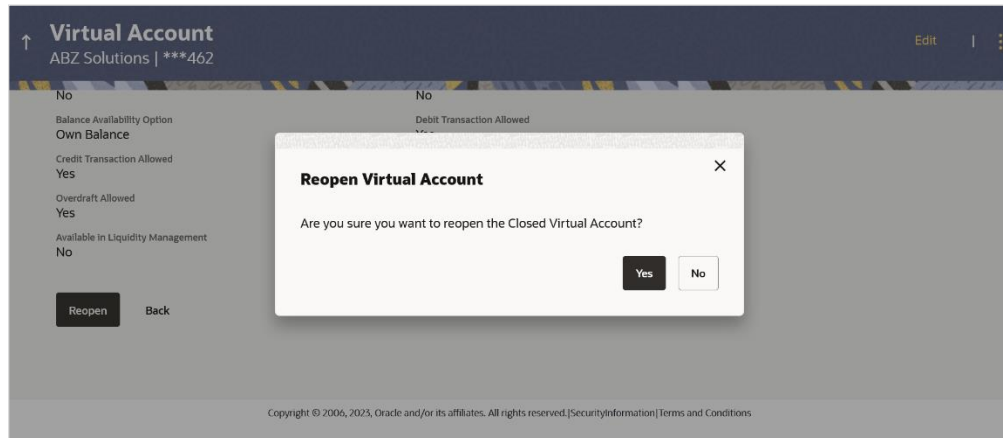 Virtual Account
ABZ Solutions | ***462
Edit |
No
No
Balance Availability Option
Own Balance
Debit Transaction Allowed
Credit Transaction Allowed
Yes
Overdraft Allowed
Yes
Available in Liquidity Management
No
Reopen Virtual Account
Are you sure you want to reopen the Closed Virtual Account?
Yes
No
Reopen
Back
Copyright © 2006, 2023, Oracle and/or its affiliates. All rights reserved.|SecurityInformation|Terms and Conditions